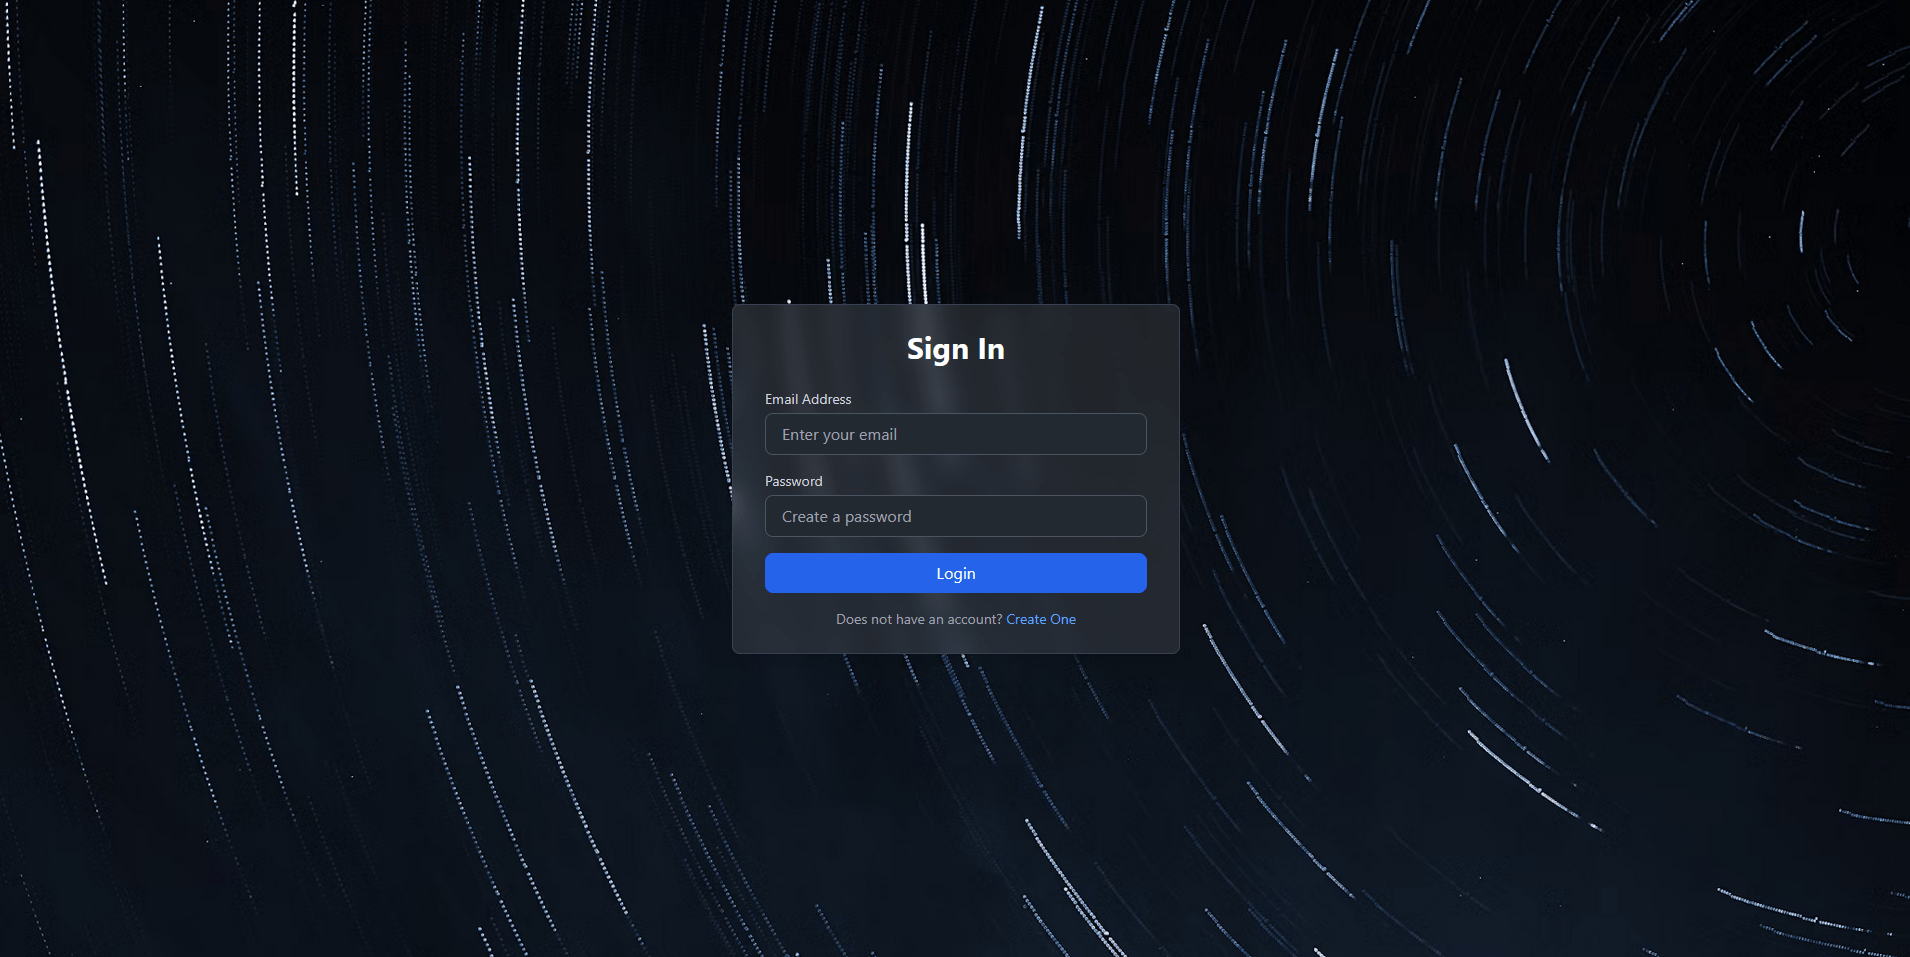 Sign In
Email Address
Enter your email
Password
Create a password
Login
Does not have an account? Create One